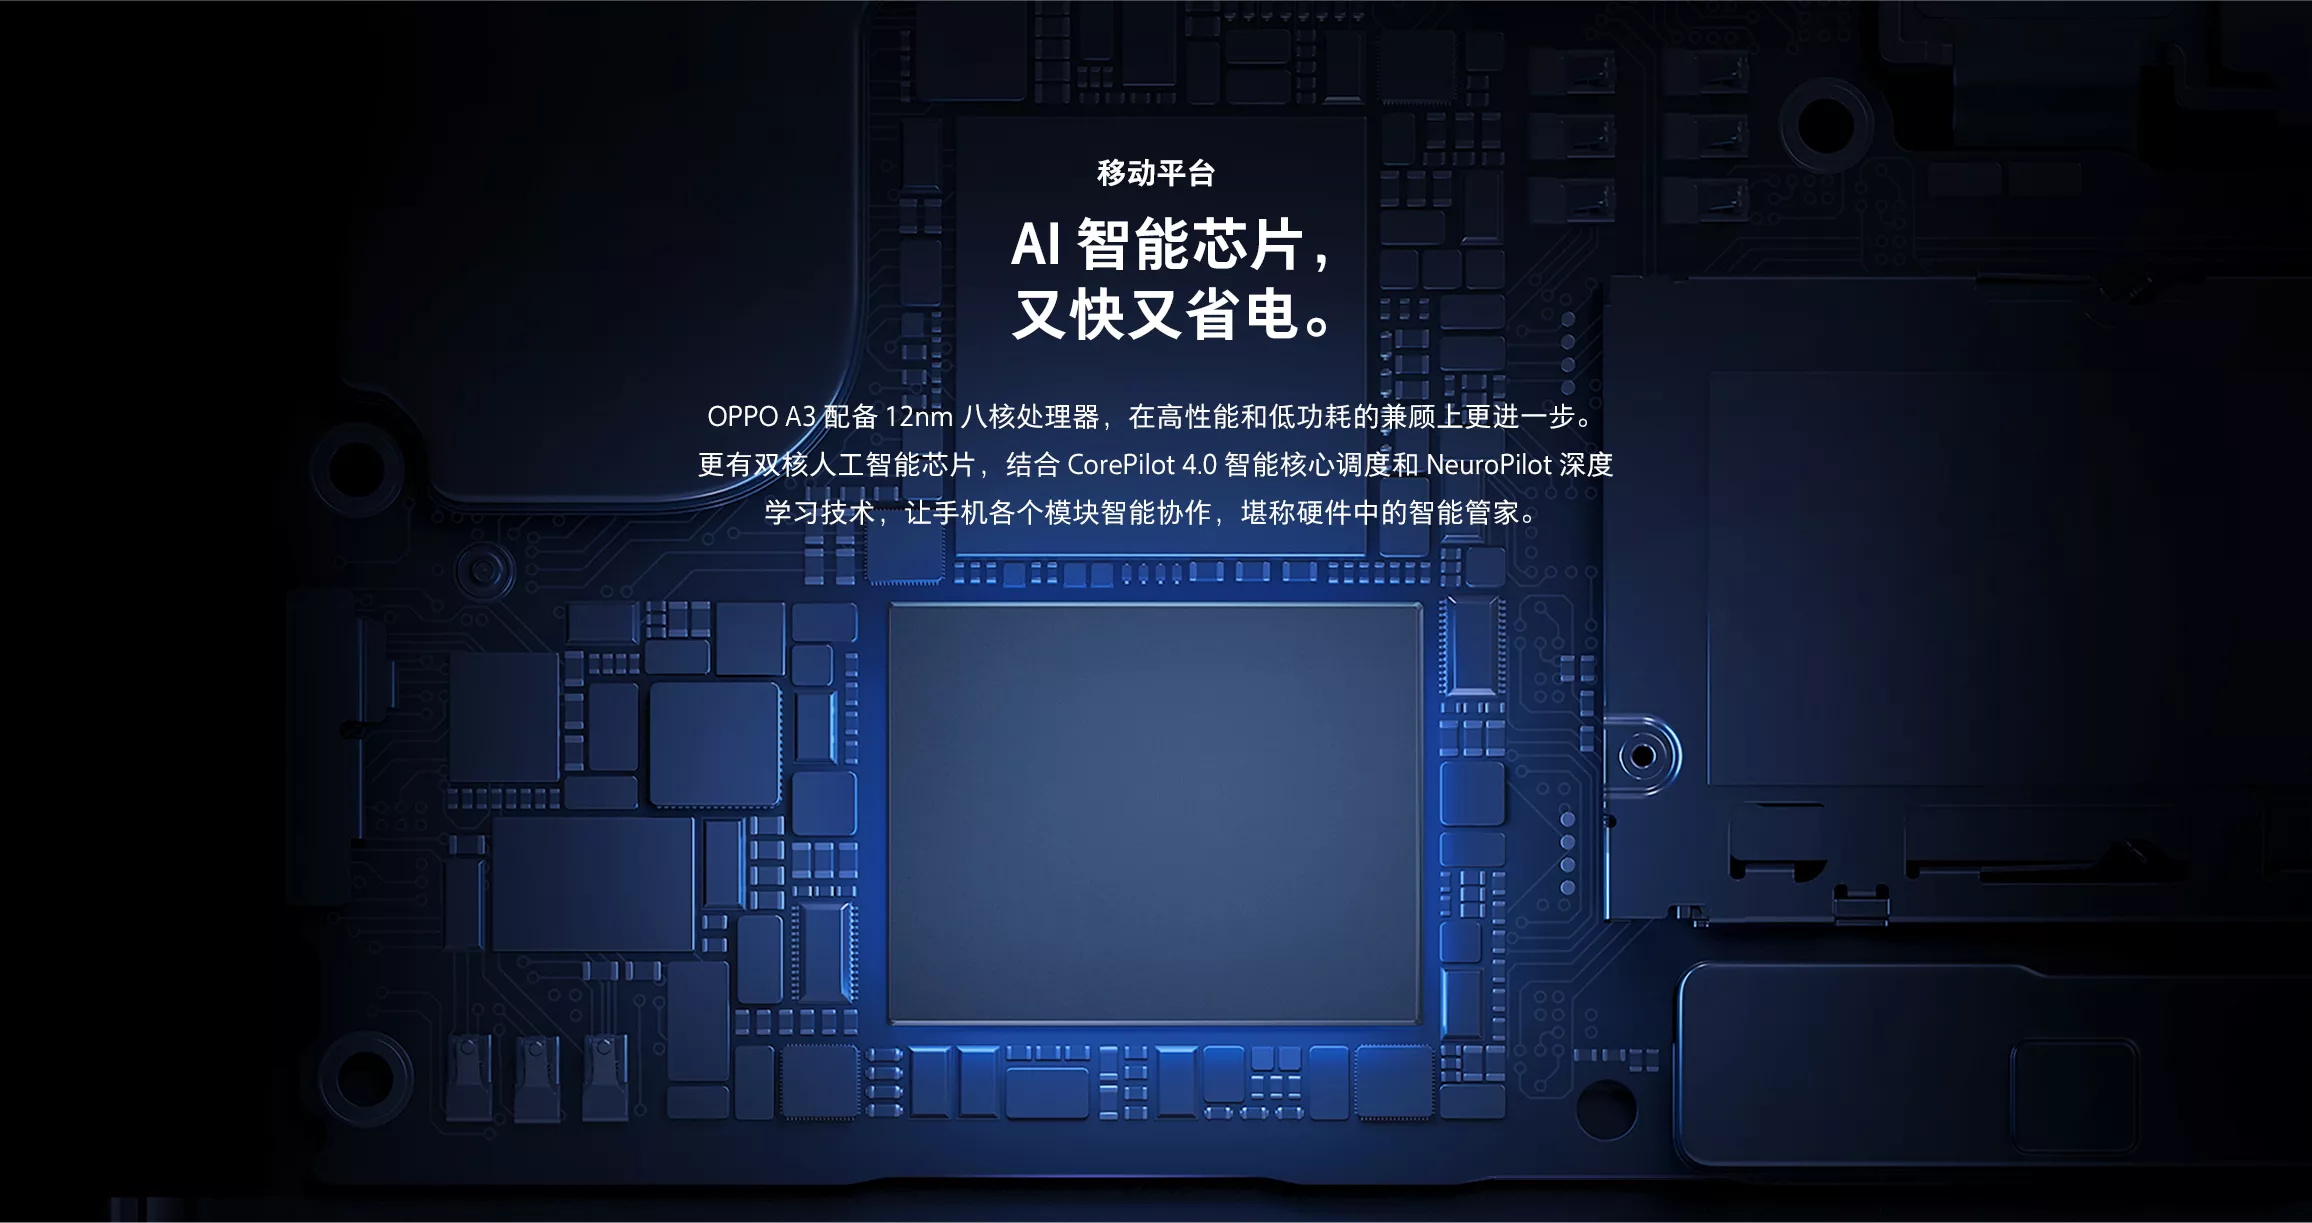 移动平台
AI 智能芯片，
又快又省电。
OPPO A3 配备 12nm 八核处理器，在高性能和低功耗的兼顾上更进一步。
更有双核人工智能芯片，结合 CorePilot 4.0 智能核心调度和 NeuroPilot 深度
学习技术，让手机各个模块智能协作，堪称硬件中的智能管家。